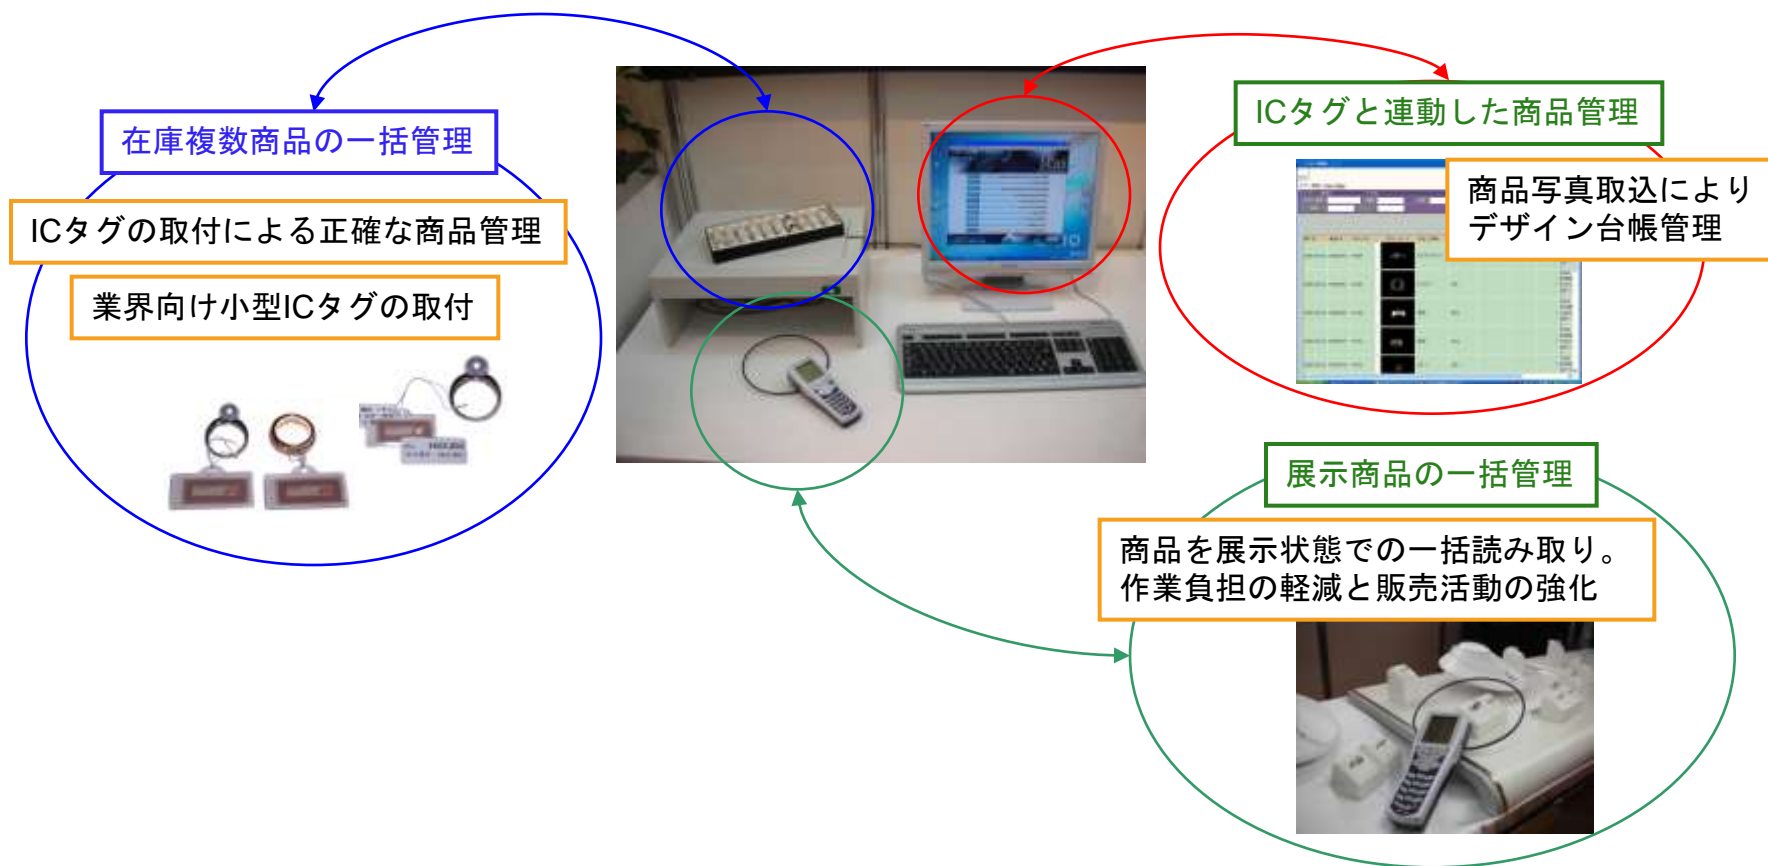 在庫複数商品の一括管理
ICタグの取付による正確な商品管理
業界向け小型ICタグの取付
ICタグと連動した商品管理
商品写真取込により
デザイン台帳管理
展示商品の一括管理
商品を展示状態での一括読み取り。
作業負担の軽減と販売活動の強化